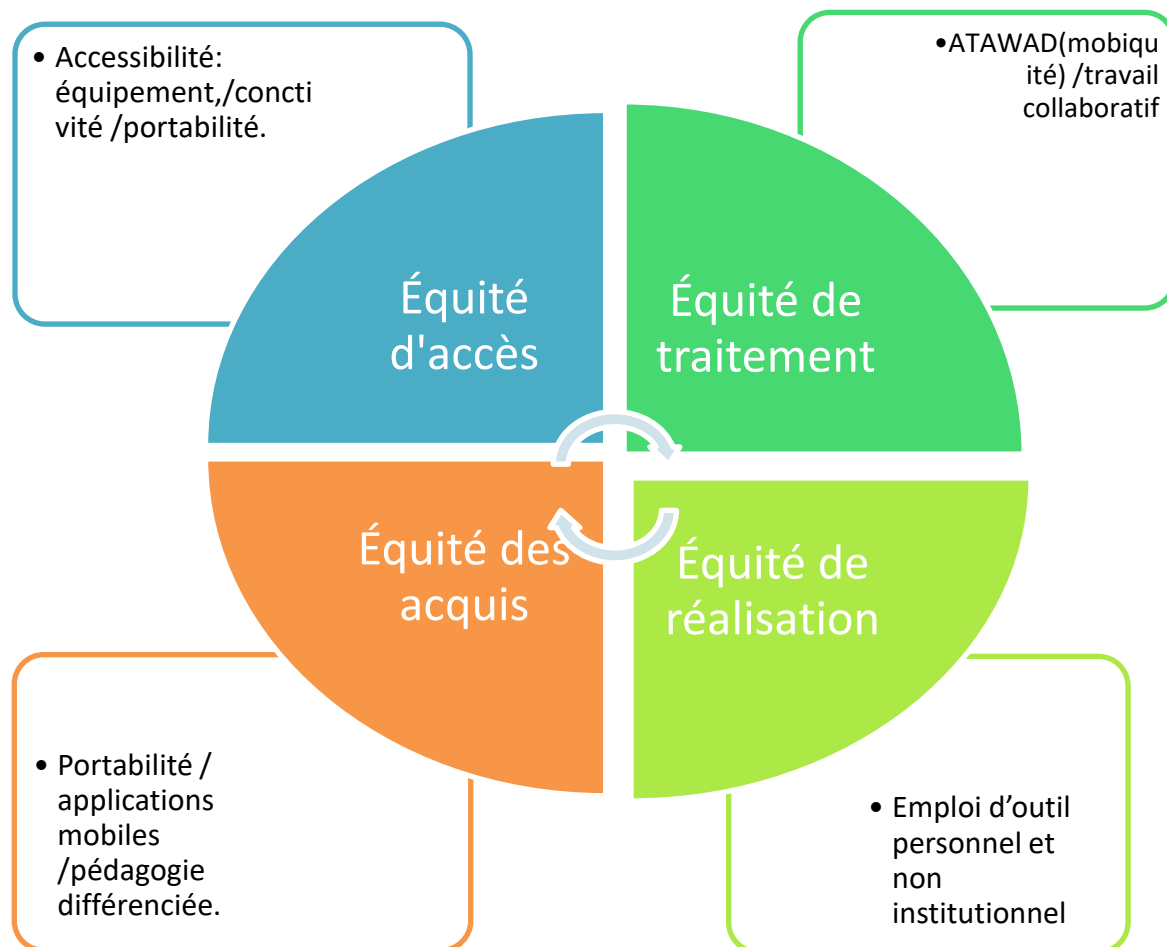 • Accessibilité:
équipement,/concti
vité /portabilité.
•ATAWAD(mobiqu
ité) /travail
collaboratif
Équité
d'accès
Équité de
traitement
Équité des
acquis
Équité de
réalisation
• Portabilité /
applications
mobiles
/pédagogie
différenciée.
• Emploi d’outil
personnel et
non
institutionnel